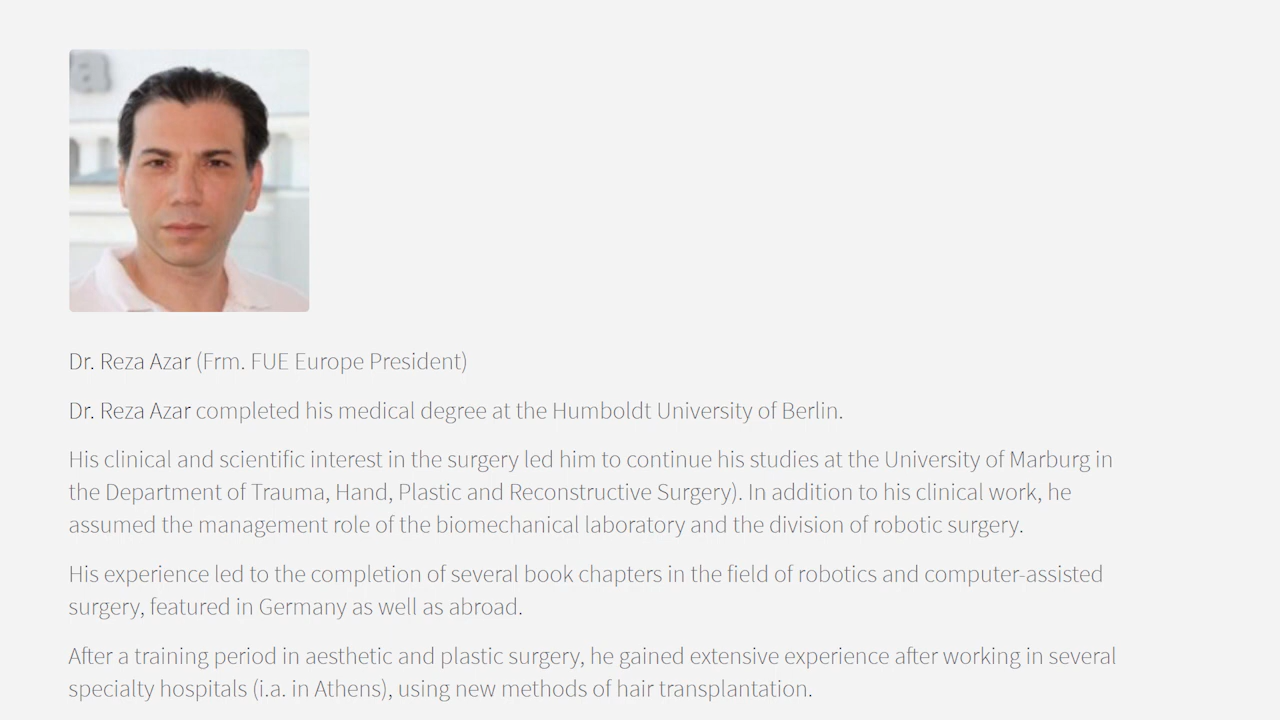 a
Dr. Reza Azar (Frm. FUE Europe President)
Dr. Reza Azar completed his medical degree at the Humboldt University of Berlin.
His clinical and scientific interest in the surgery led him to continue his studies at the University of Marburg in
the Department of Trauma, Hand, Plastic and Reconstructive Surgery). In addition to his clinical work, he
assumed the management role of the biomechanical laboratory and the division of robotic surgery.
His experience led to the completion of several book chapters in the field of robotics and computer-assisted
surgery, featured in Germany as well as abroad.
After a training period in aesthetic and plastic surgery, he gained extensive experience after working in several
specialty hospitals (i.a. in Athens), using new methods of hair transplantation.